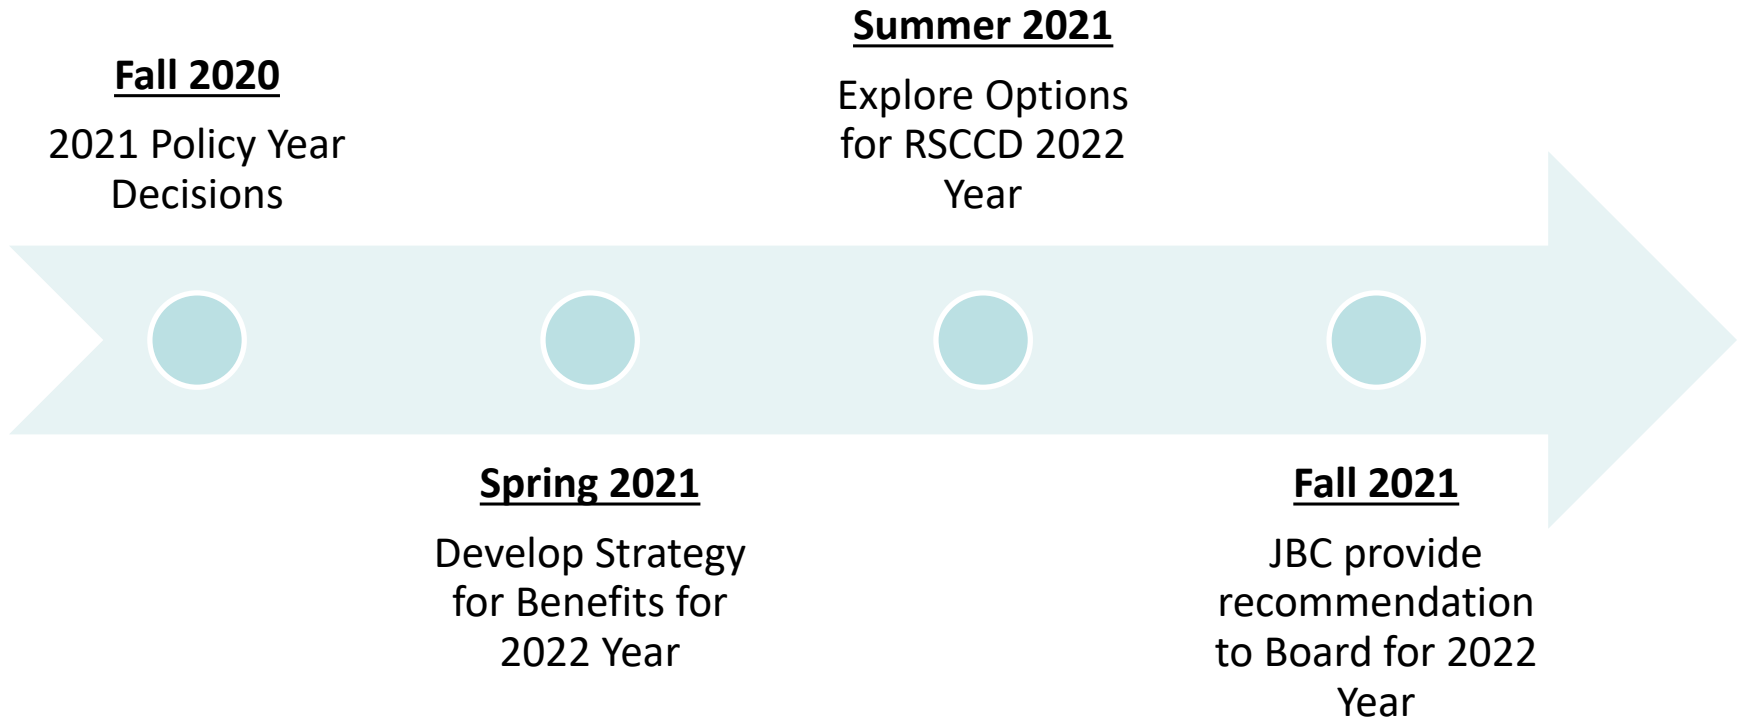 Fall 2020
2021 Policy Year
Decisions
Spring 2021
Develop Strategy
for Benefits for
2022 Year
Summer 2021
Explore Options
for RSCCD 2022
Year
Fall 2021
JBC provide
recommendation
to Board for 2022
Year